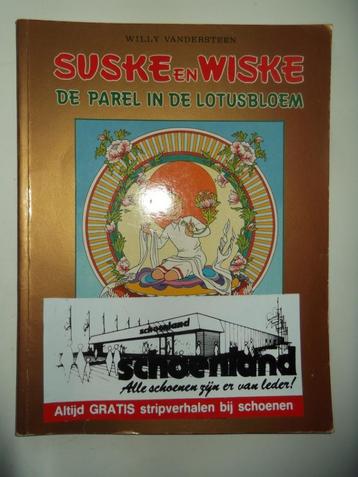 WILLY VANDERSTEEN
SUSKE EN WISKE
DE PAREL IN DE LOTUSBLOEM
schoenland
schoenland
Alle schoenen zijn er van leder!
Altijd GRATIS stripverhalen bij schoenen